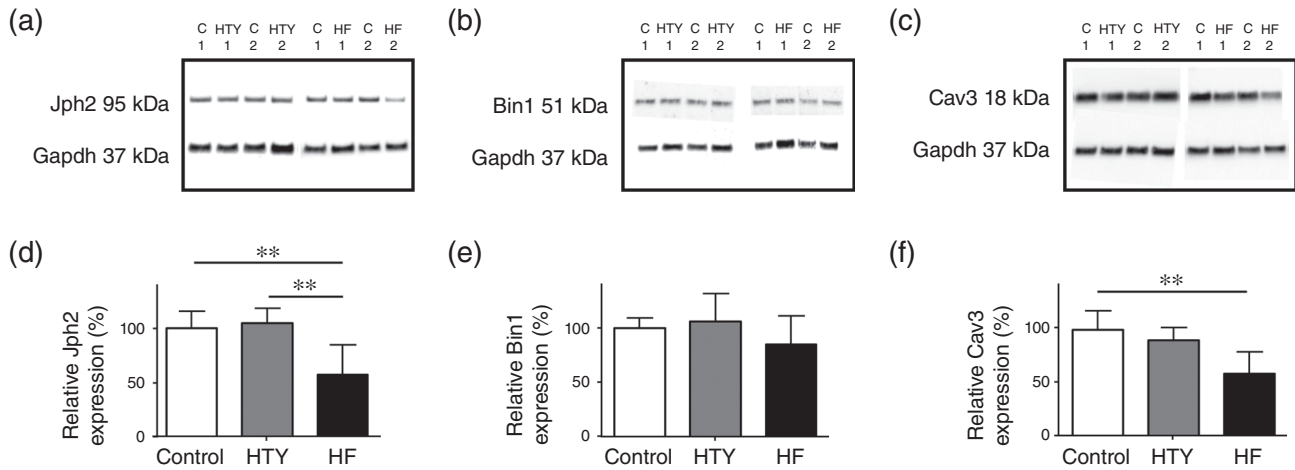 (a)
C HTY C HTY C HF C HF
1 1 2 2 1 1 2 2
Jph2 95 kDa
Gapdh 37 kDa
(b)
C HTY C HTY C HF C HF
1 1 2 2 1 1 2 2
Bin1 51 kDa
Gapdh 37 kDa
(c)
C HTY C HTY C HF C HF
1 1 2 2 1 1 2 2
Cav3 18 kDa
Gapdh 37 kDa
(d)
Relative Jph2
expression (%)
100
50
0
**
**
Control HTY HF
(e)
Relative Bin1
expression (%)
100
50
0
Control HTY HF
(f)
Relative Cav3
expression (%)
100
50
0
**
Control HTY HF